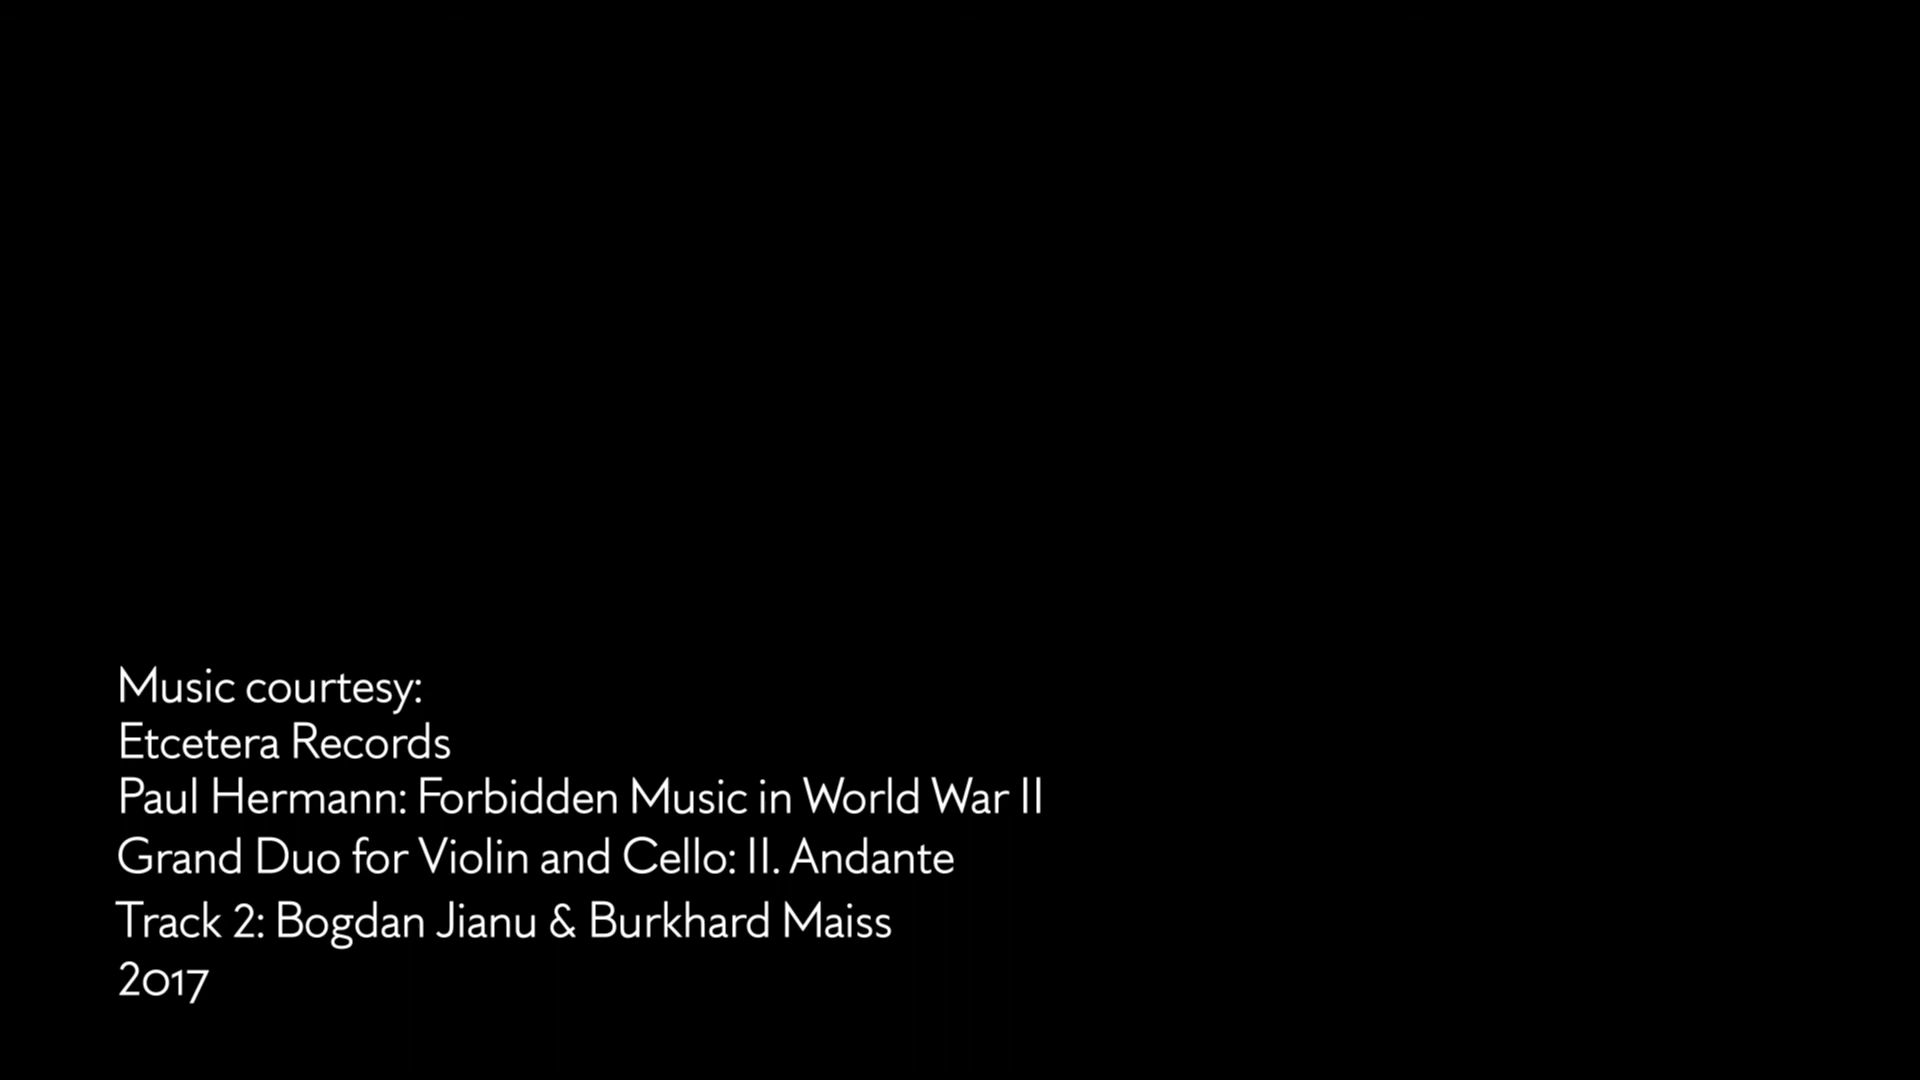 Music courtesy:
Etcetera Records
Paul Hermann: Forbidden Music in World War II
Grand Duo for Violin and Cello: II. Andante
Track 2: Bogdan Jianu & Burkhard Maiss
2017